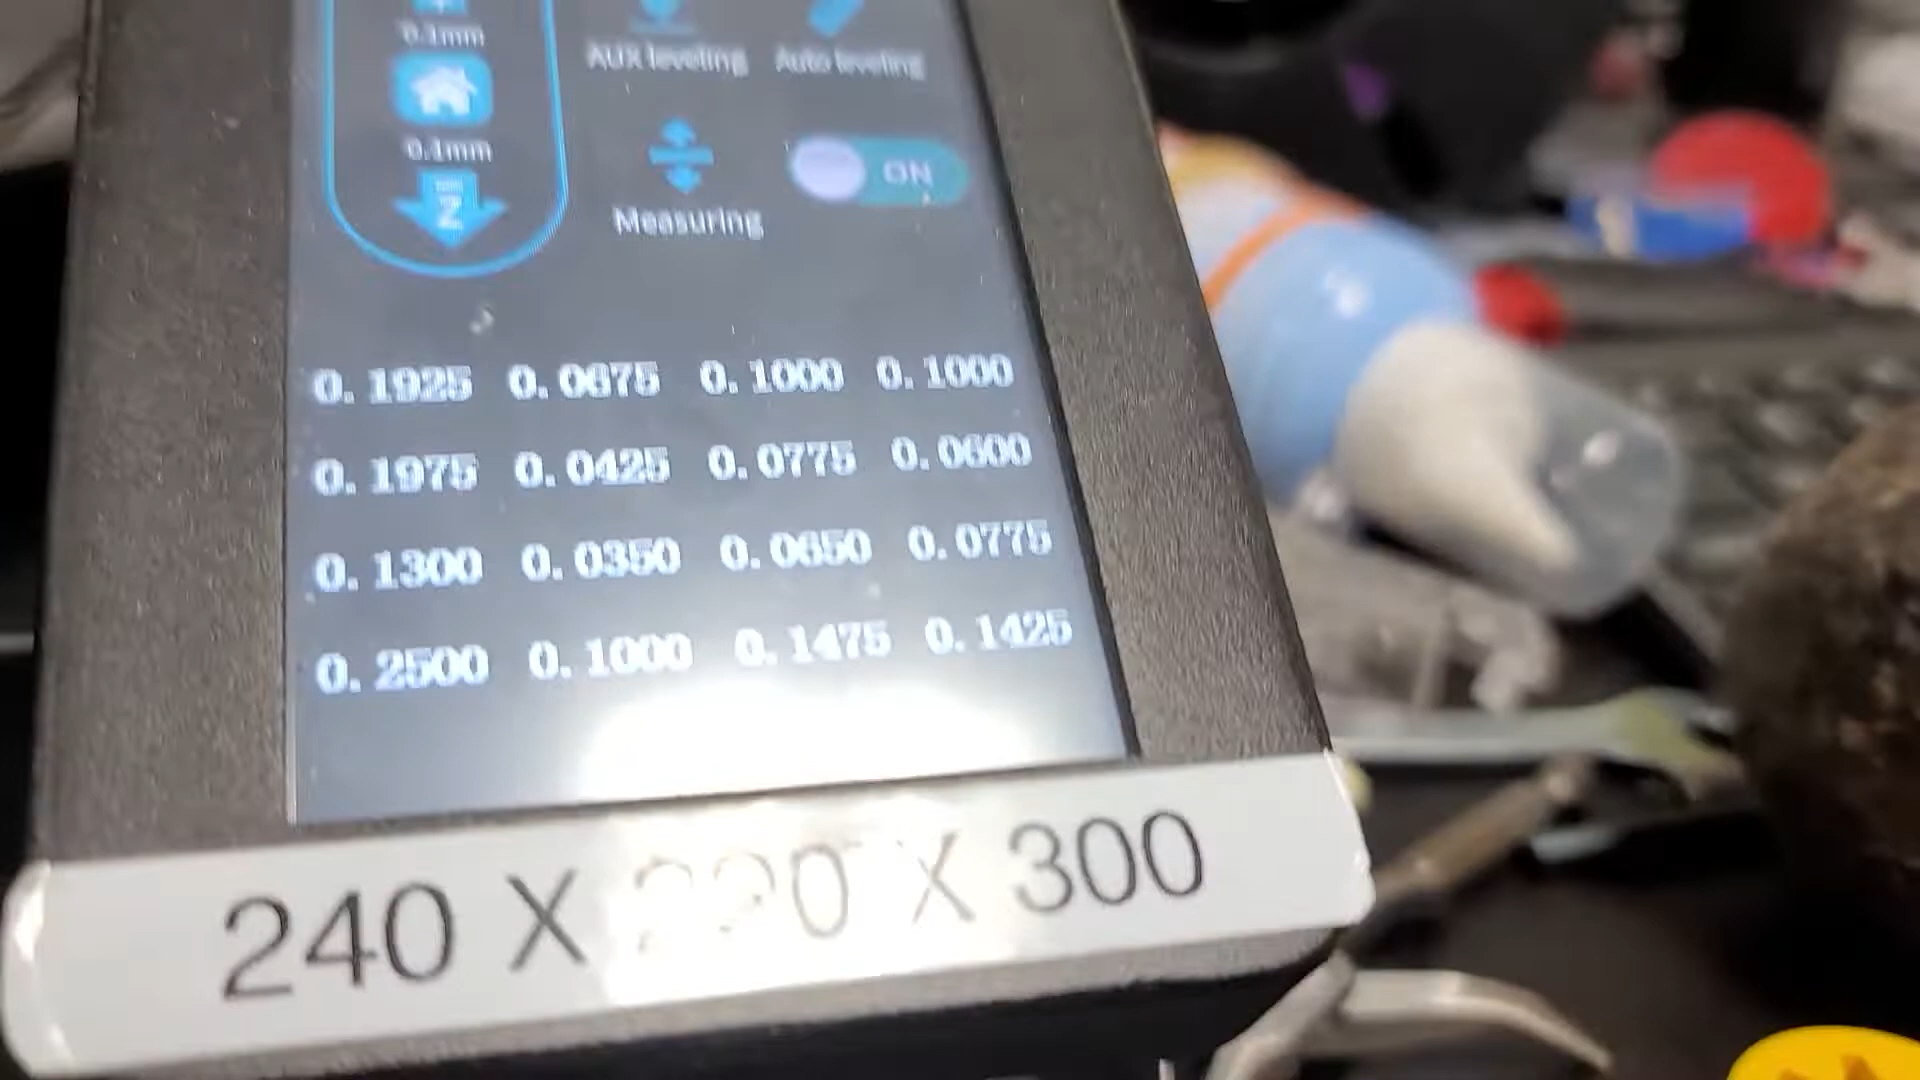 0.1mm
AUX leveling Auto leveling
0.1mm
Z
ON
Measuring
0.1925 0.0675 0.1000 0.1000
0.1975 0.0425 0.0775 0.0600
0.1300 0.0350 0.0650 0.0775
0.2500 0.1000 0.1475 0.1425
240 X 220 X 300